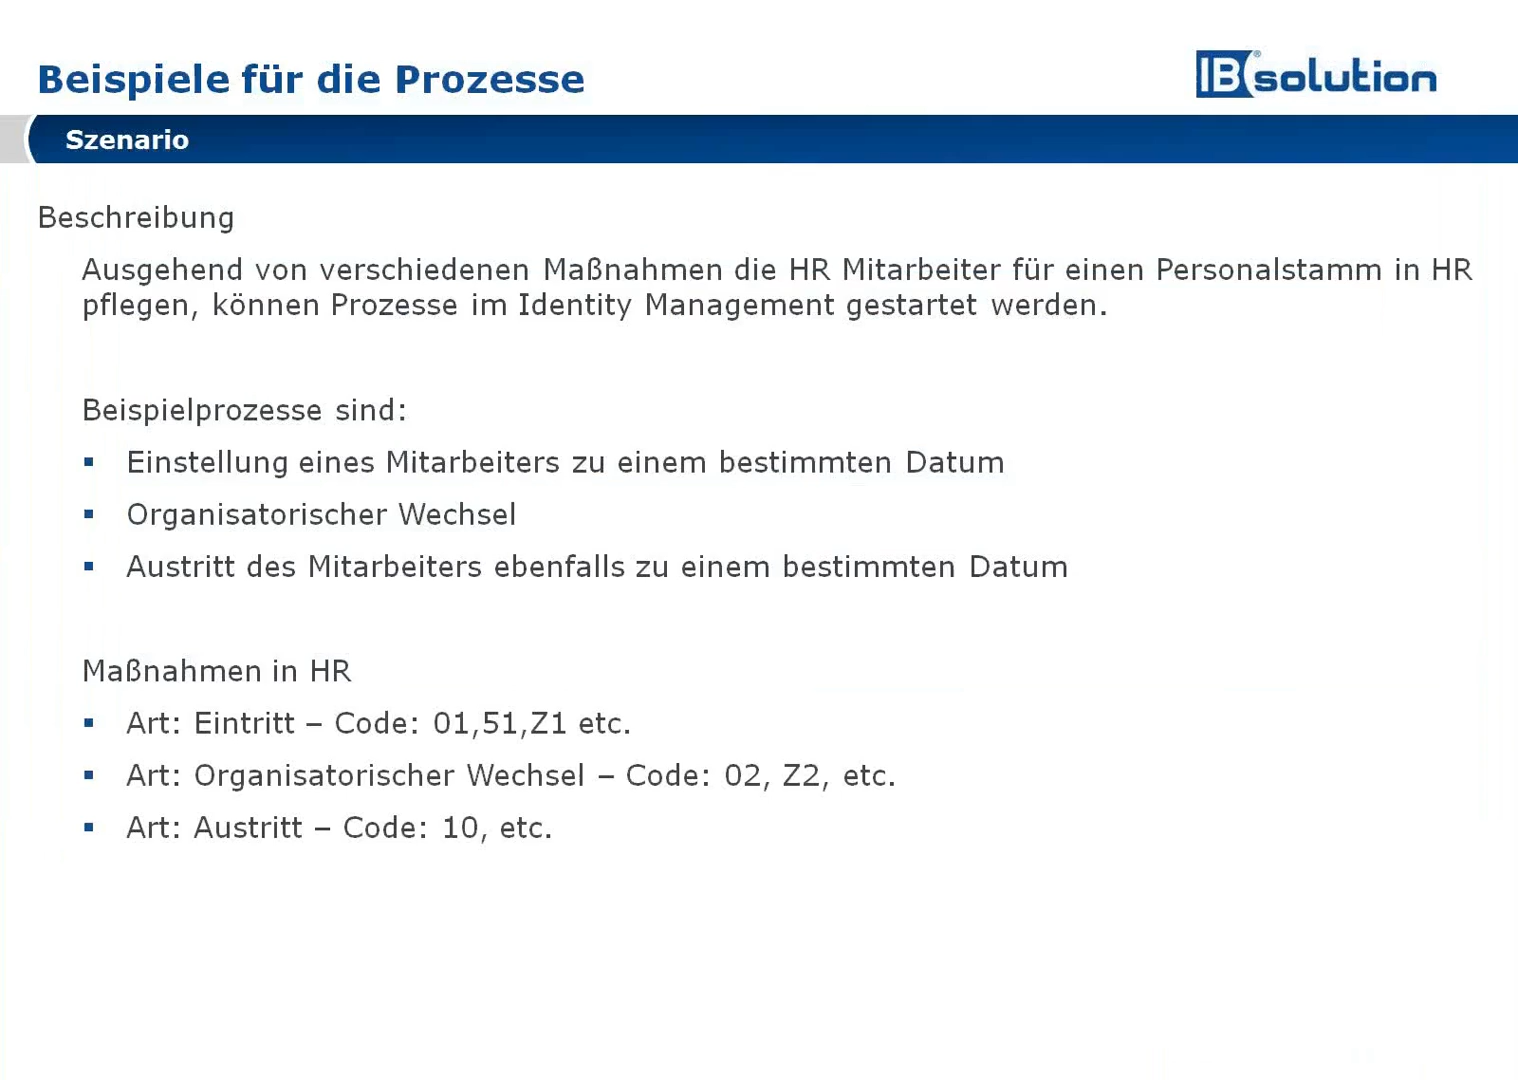 Beispiele für die Prozesse
IBsolution®
Szenario
Beschreibung
Ausgehend von verschiedenen Maßnahmen die HR Mitarbeiter für einen Personalstamm in HR
pflegen, können Prozesse im Identity Management gestartet werden.
Beispielprozesse sind:
▪ Einstellung eines Mitarbeiters zu einem bestimmten Datum
▪ Organisatorischer Wechsel
▪ Austritt des Mitarbeiters ebenfalls zu einem bestimmten Datum
Maßnahmen in HR
▪ Art: Eintritt – Code: 01,51,Z1 etc.
▪ Art: Organisatorischer Wechsel – Code: 02, Z2, etc.
▪ Art: Austritt – Code: 10, etc.